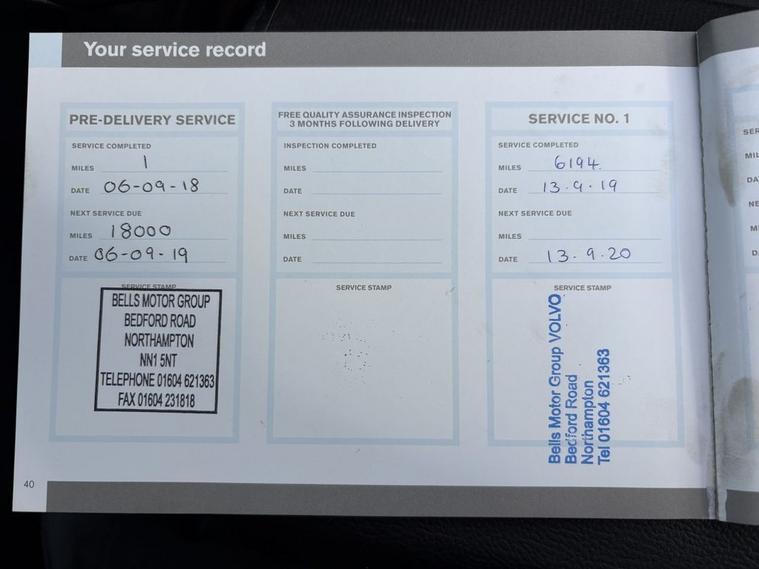 Your service record
PRE-DELIVERY SERVICE
SERVICE COMPLETED
MILES 1
DATE 06-09-18
NEXT SERVICE DUE
MILES 18000
DATE 06-09-19
SERVICE STAMP
BELLS MOTOR GROUP
BEDFORD ROAD
NORTHAMPTON
NN1 5NT
TELEPHONE 01604 621363
FAX 01604 231818
FREE QUALITY ASSURANCE INSPECTION
3 MONTHS FOLLOWING DELIVERY
INSPECTION COMPLETED
MILES
DATE
NEXT SERVICE DUE
MILES
DATE
SERVICE STAMP
SERVICE NO. 1
SERVICE COMPLETED
MILES 6194
DATE 13.9.19
NEXT SERVICE DUE
MILES
DATE 13.9.20
SERVICE STAMP
Bells Motor Group VOLVO
Bedford Road
Northampton
Tel 01604 621363
40